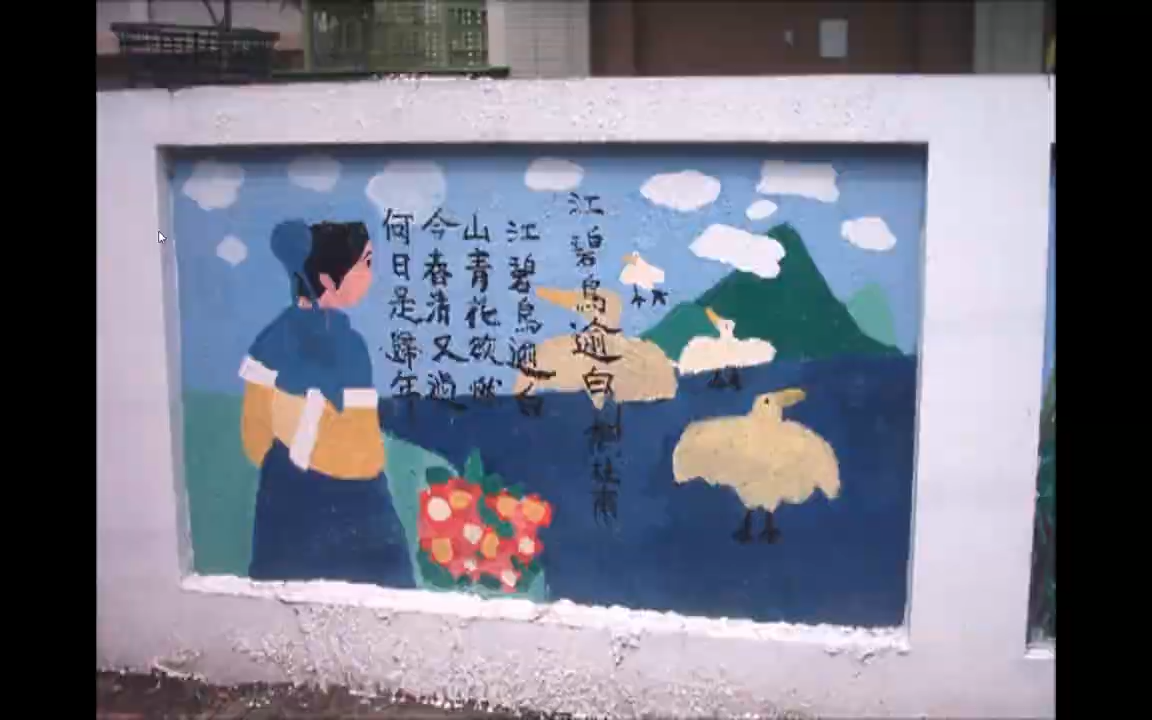 江碧鳥逾白 杜甫
江碧鳥逾白
山青花欲燃
今春清又過
何日是歸年